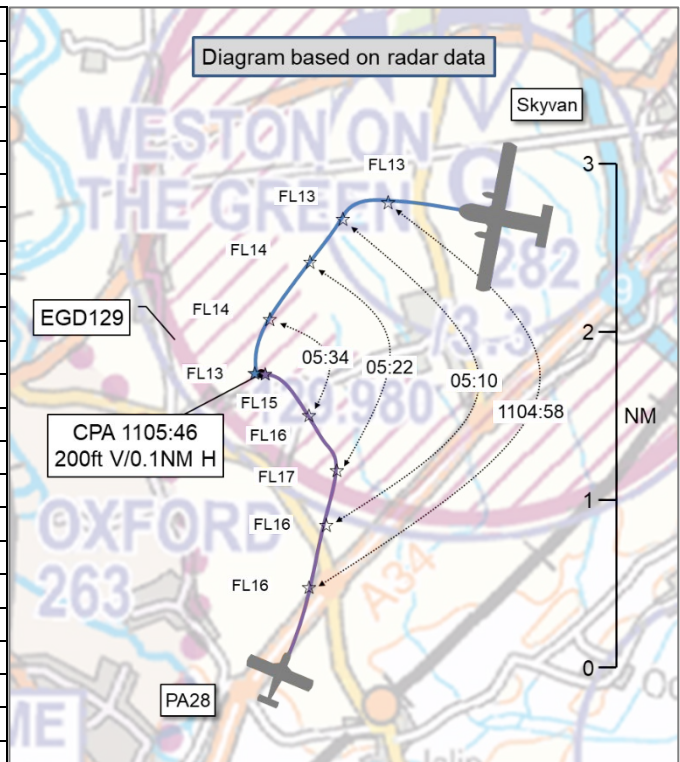 Diagram based on radar data
Skyvan
WESTON ON
THE GREEN
G
FL13
FL13
3
282
FL14
EGD129
FL14
2
05:34
05:22
05:10
1104:58
NM
FL13
FL15
CPA 1105:46
200ft V/0.1NM H
FL16
FL17
OXFORD
263
FL16
1
A34
FL16
0
PA28
ME